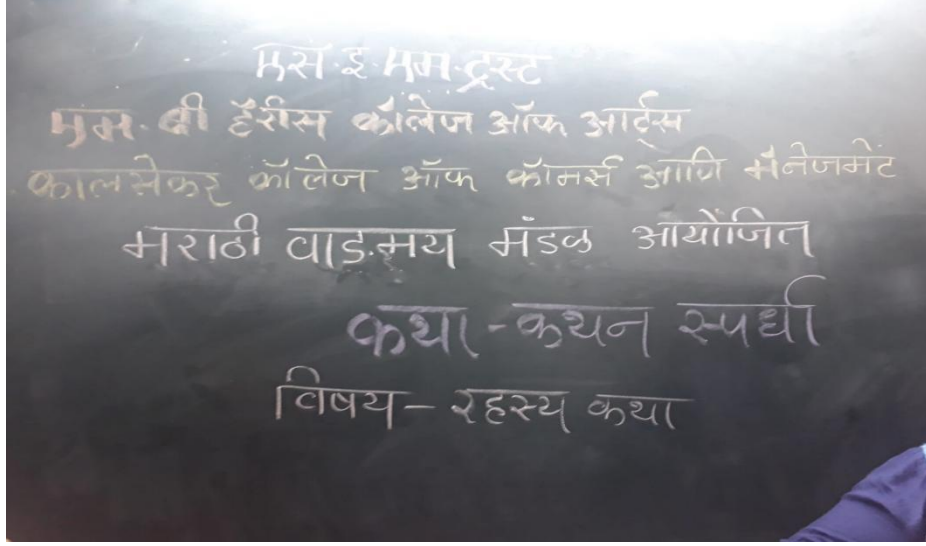 एस.इ.एम.ट्रस्ट
एम.बी हॅरीस कॉलेज ऑफ आर्ट्स
कालसेकर कॉलेज ऑफ कॉमर्स आणि मॅनेजमेंट
मराठी वाङ.मय मंडळ आयोजित
कथा - कथन स्पर्धा
विषय - रहस्य कथा